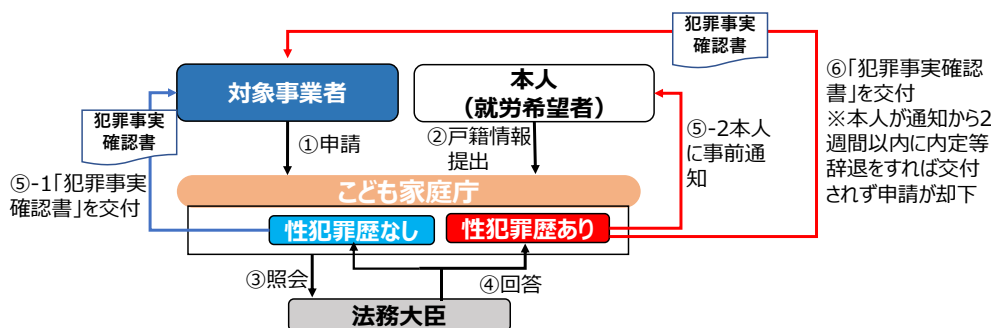 犯罪事実
確認書
対象事業者
本人
(就労希望者)
⑥「犯罪事実確認
書」を交付
※本人が通知から2
週間以内に内定等
辞退をすれば交付
されず申請が却下
犯罪事実
確認書
①申請
②戸籍情報
提出
⑤-2本人
に事前通
知
⑤-1「犯罪事実
確認書」を交付
こども家庭庁
性犯罪歴なし
性犯罪歴あり
③照会
④回答
法務大臣